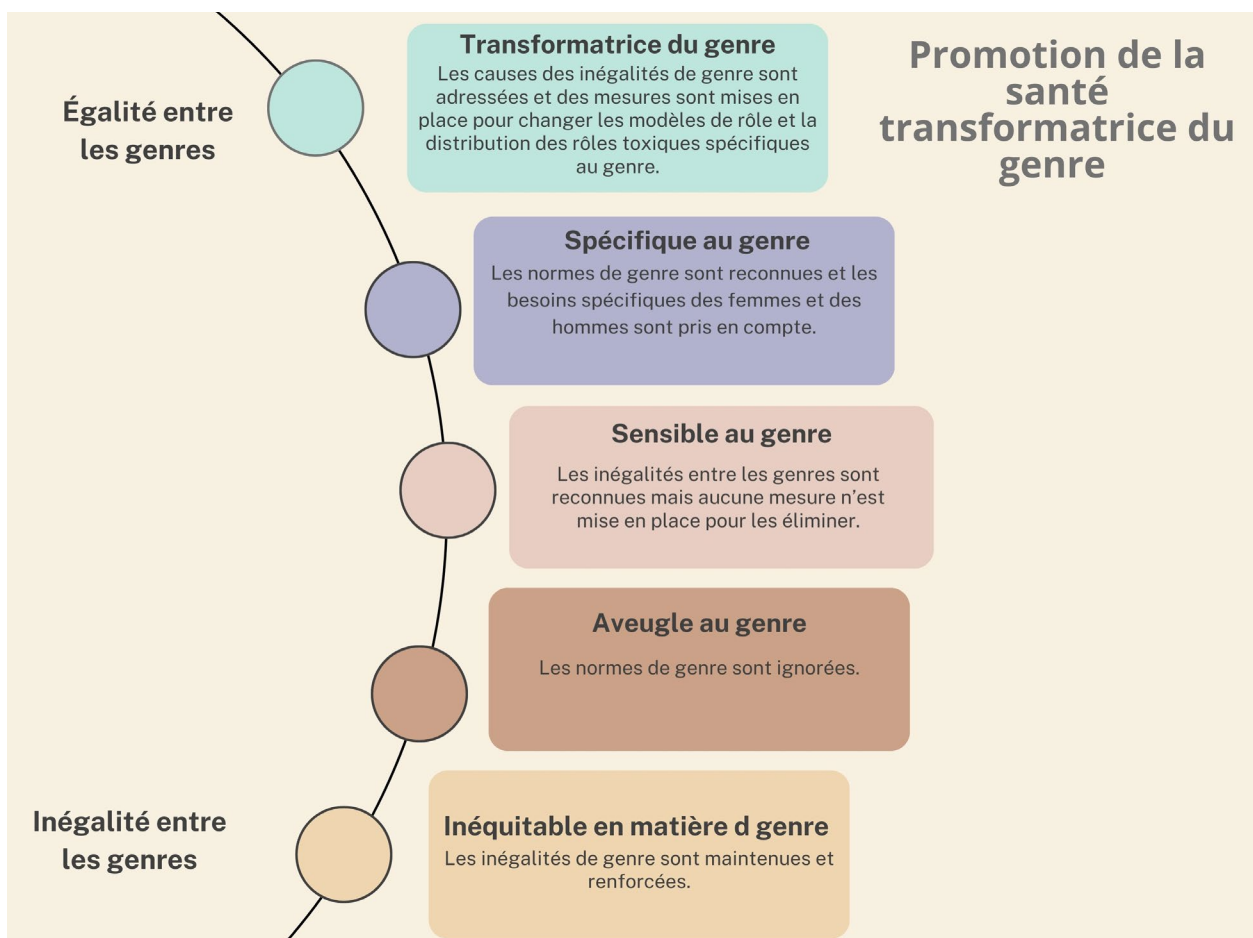 Promotion de la
santé
transformatrice du
genre
Égalité entre
les genres
Transformatrice du genre
Les causes des inégalités de genre sont
adressées et des mesures sont mises en
place pour changer les modèles de rôle et la
distribution des rôles toxiques spécifiques
au genre.
Spécifique au genre
Les normes de genre sont reconnues et les
besoins spécifiques des femmes et des
hommes sont pris en compte.
Sensible au genre
Les inégalités entre les genres sont
reconnues mais aucune mesure n’est
mise en place pour les éliminer.
Aveugle au genre
Les normes de genre sont ignorées.
Inégalité entre
les genres
Inéquitable en matière d genre
Les inégalités de genre sont maintenues et
renforcées.